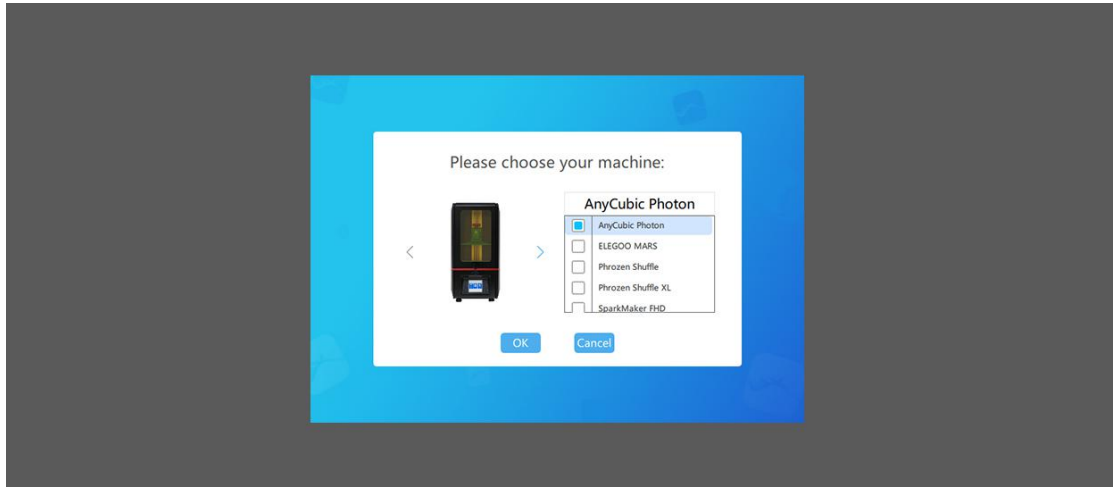 Please choose your machine:
AnyCubic Photon
AnyCubic Photon
ELEGOO MARS
Phrozen Shuffle
Phrozen Shuffle XL
SparkMaker FHD
OK
Cancel